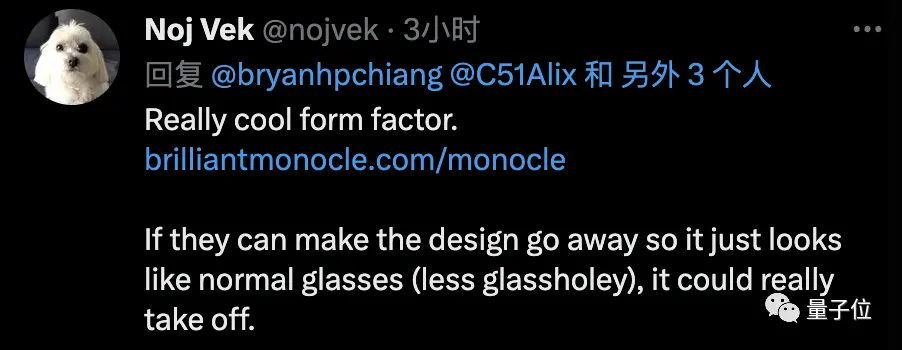 Noj Vek @nojvek · 3小时
回复 @bryanhpchiang @C51Alix 和 另外 3 个人
Really cool form factor.
brilliantmonocle.com/monocle
If they can make the design go away so it just looks
like normal glasses (less glassholey), it could really
take off.
量子位